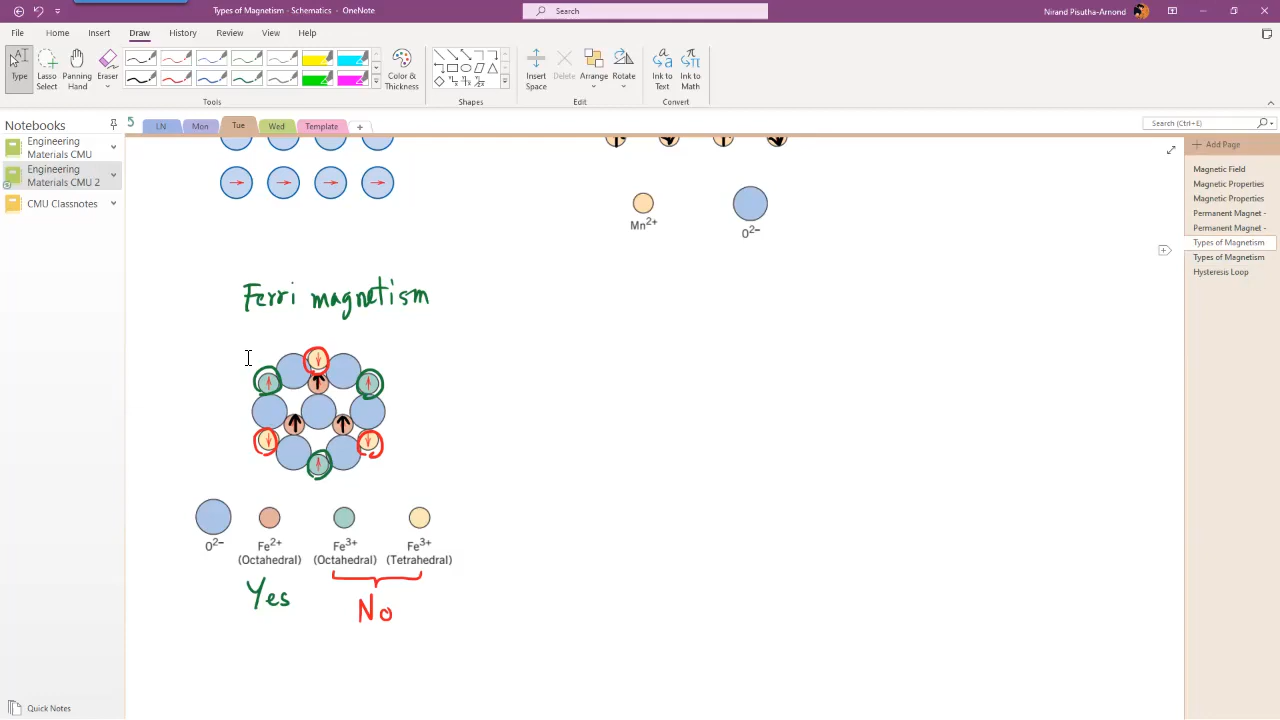 Types of Magnetism - Schematics - OneNote
Search
Nirand Pisutha-Arnond
File
Home
Insert
Draw
History
Review
View
Help
Type
Lasso Select
Panning Hand
Eraser
Color & Thickness
Insert Space
Delete
Arrange
Rotate
Ink to Text
Ink to Math
Tools
Shapes
Edit
Convert
Notebooks
5
LN
Mon
Tue
Wed
Template
Search (Ctrl+E)
Engineering Materials CMU
Engineering Materials CMU 2
CMU Classnotes
Add Page
Magnetic Field
Magnetic Properties
Magnetic Properties
Permanent Magnet -
Permanent Magnet -
Types of Magnetism
Types of Magnetism
Hysteresis Loop
Mn2+
O2−
Ferri magnetism
O2−
Fe2+ (Octahedral)
Fe3+ (Octahedral)
Fe3+ (Tetrahedral)
Yes
No
Quick Notes